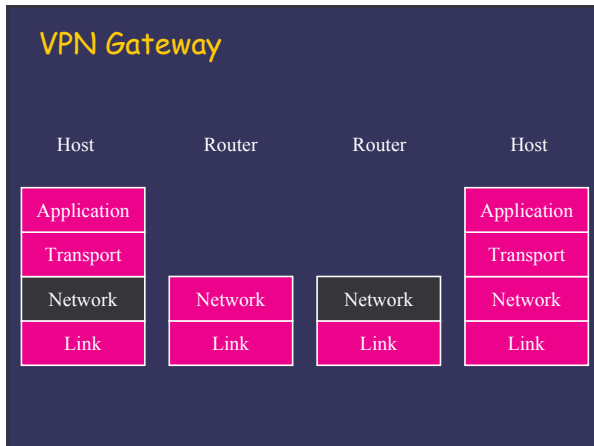 VPN Gateway
Host Router Router Host
Application Application
Transport Transport
Network Network Network Network
Link Link Link Link